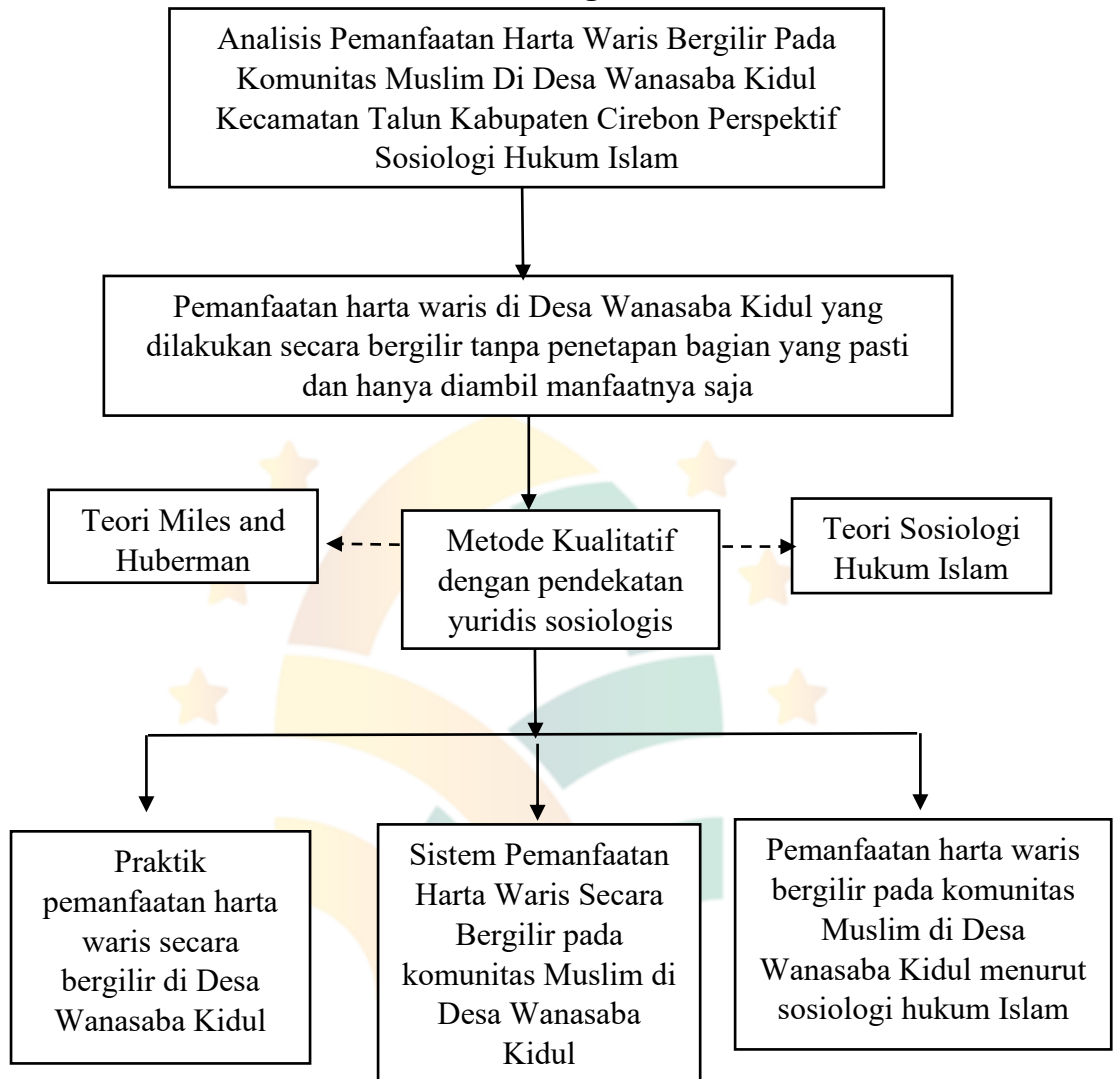 Analisis Pemanfaatan Harta Waris Bergilir Pada
Komunitas Muslim Di Desa Wanasaba Kidul
Kecamatan Talun Kabupaten Cirebon Perspektif
Sosiologi Hukum Islam
Pemanfaatan harta waris di Desa Wanasaba Kidul yang
dilakukan secara bergilir tanpa penetapan bagian yang pasti
dan hanya diambil manfaatnya saja
Teori Miles and
Huberman
Metode Kualitatif
dengan pendekatan
yuridis sosiologis
Teori Sosiologi
Hukum Islam
Praktik
pemanfaatan harta
waris secara
bergilir di Desa
Wanasaba Kidul
Sistem Pemanfaatan
Harta Waris Secara
Bergilir pada
komunitas Muslim di
Desa Wanasaba
Kidul
Pemanfaatan harta waris
bergilir pada komunitas
Muslim di Desa
Wanasaba Kidul menurut
sosiologi hukum Islam